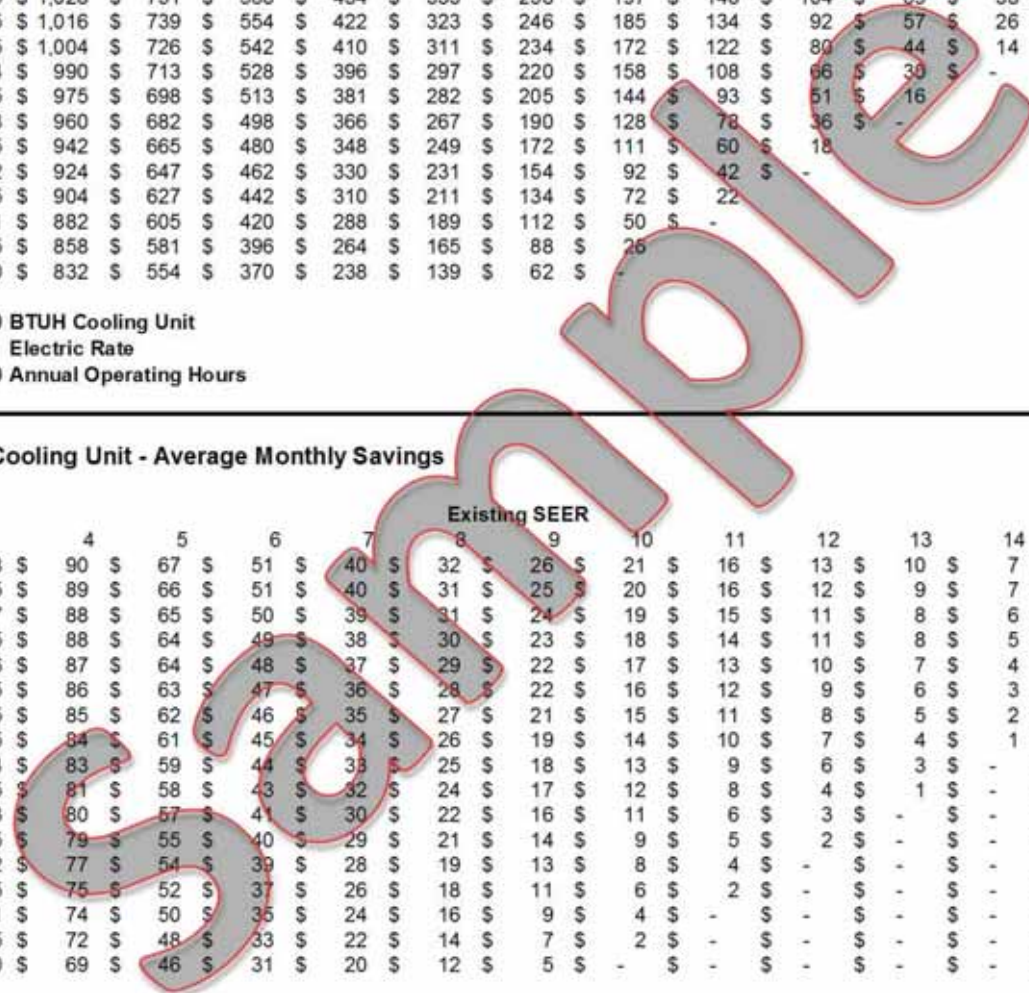 $ 1,016 $ 739 $ 554 $ 422 $ 323 $ 246 $ 185 $ 134 $ 92 $ 57 $ 26
$ 1,004 $ 726 $ 542 $ 410 $ 311 $ 234 $ 172 $ 122 $ 80 $ 44 $ 14
$ 990 $ 713 $ 528 $ 396 $ 297 $ 220 $ 158 $ 108 $ 66 $ 30 $ -
$ 975 $ 698 $ 513 $ 381 $ 282 $ 205 $ 144 $ 93 $ 51 $ 16
$ 960 $ 682 $ 498 $ 366 $ 267 $ 190 $ 128 $ 78 $ 36 $ -
$ 942 $ 665 $ 480 $ 348 $ 249 $ 172 $ 111 $ 60 $ 18
$ 924 $ 647 $ 462 $ 330 $ 231 $ 154 $ 92 $ 42 $ -
$ 904 $ 627 $ 442 $ 310 $ 211 $ 134 $ 72 $ 22
$ 882 $ 605 $ 420 $ 288 $ 189 $ 112 $ 50 $ -
$ 858 $ 581 $ 396 $ 264 $ 165 $ 88 $ 26
$ 832 $ 554 $ 370 $ 238 $ 139 $ 62 $ -
BTUH Cooling Unit
Electric Rate
Annual Operating Hours
Cooling Unit - Average Monthly Savings
Existing SEER
4 5 6 7 8 9 10 11 12 13 14
$ 90 $ 67 $ 51 $ 40 $ 32 $ 26 $ 21 $ 16 $ 13 $ 10 $ 7
$ 89 $ 66 $ 51 $ 40 $ 31 $ 25 $ 20 $ 16 $ 12 $ 9 $ 7
$ 88 $ 65 $ 50 $ 39 $ 31 $ 24 $ 19 $ 15 $ 11 $ 8 $ 6
$ 88 $ 64 $ 49 $ 38 $ 30 $ 23 $ 18 $ 14 $ 11 $ 8 $ 5
$ 87 $ 64 $ 48 $ 37 $ 29 $ 22 $ 17 $ 13 $ 10 $ 7 $ 4
$ 86 $ 63 $ 47 $ 36 $ 28 $ 22 $ 16 $ 12 $ 9 $ 6 $ 3
$ 85 $ 62 $ 46 $ 35 $ 27 $ 21 $ 15 $ 11 $ 8 $ 5 $ 2
$ 84 $ 61 $ 45 $ 34 $ 26 $ 19 $ 14 $ 10 $ 7 $ 4 $ 1
$ 83 $ 59 $ 44 $ 33 $ 25 $ 18 $ 13 $ 9 $ 6 $ 3 $ -
$ 81 $ 58 $ 43 $ 32 $ 24 $ 17 $ 12 $ 8 $ 4 $ 1 $ -
$ 80 $ 57 $ 41 $ 30 $ 22 $ 16 $ 11 $ 6 $ 3 $ - $ -
$ 79 $ 55 $ 40 $ 29 $ 21 $ 14 $ 9 $ 5 $ 2 $ - $ -
$ 77 $ 54 $ 39 $ 28 $ 19 $ 13 $ 8 $ 4 $ - $ - $ -
$ 75 $ 52 $ 37 $ 26 $ 18 $ 11 $ 6 $ 2 $ - $ - $ -
$ 74 $ 50 $ 35 $ 24 $ 16 $ 9 $ 4 $ - $ - $ - $ -
$ 72 $ 48 $ 33 $ 22 $ 14 $ 7 $ 2 $ - $ - $ - $ -
$ 69 $ 46 $ 31 $ 20 $ 12 $ 5 $ - $ - $ - $ - $ -
Sample